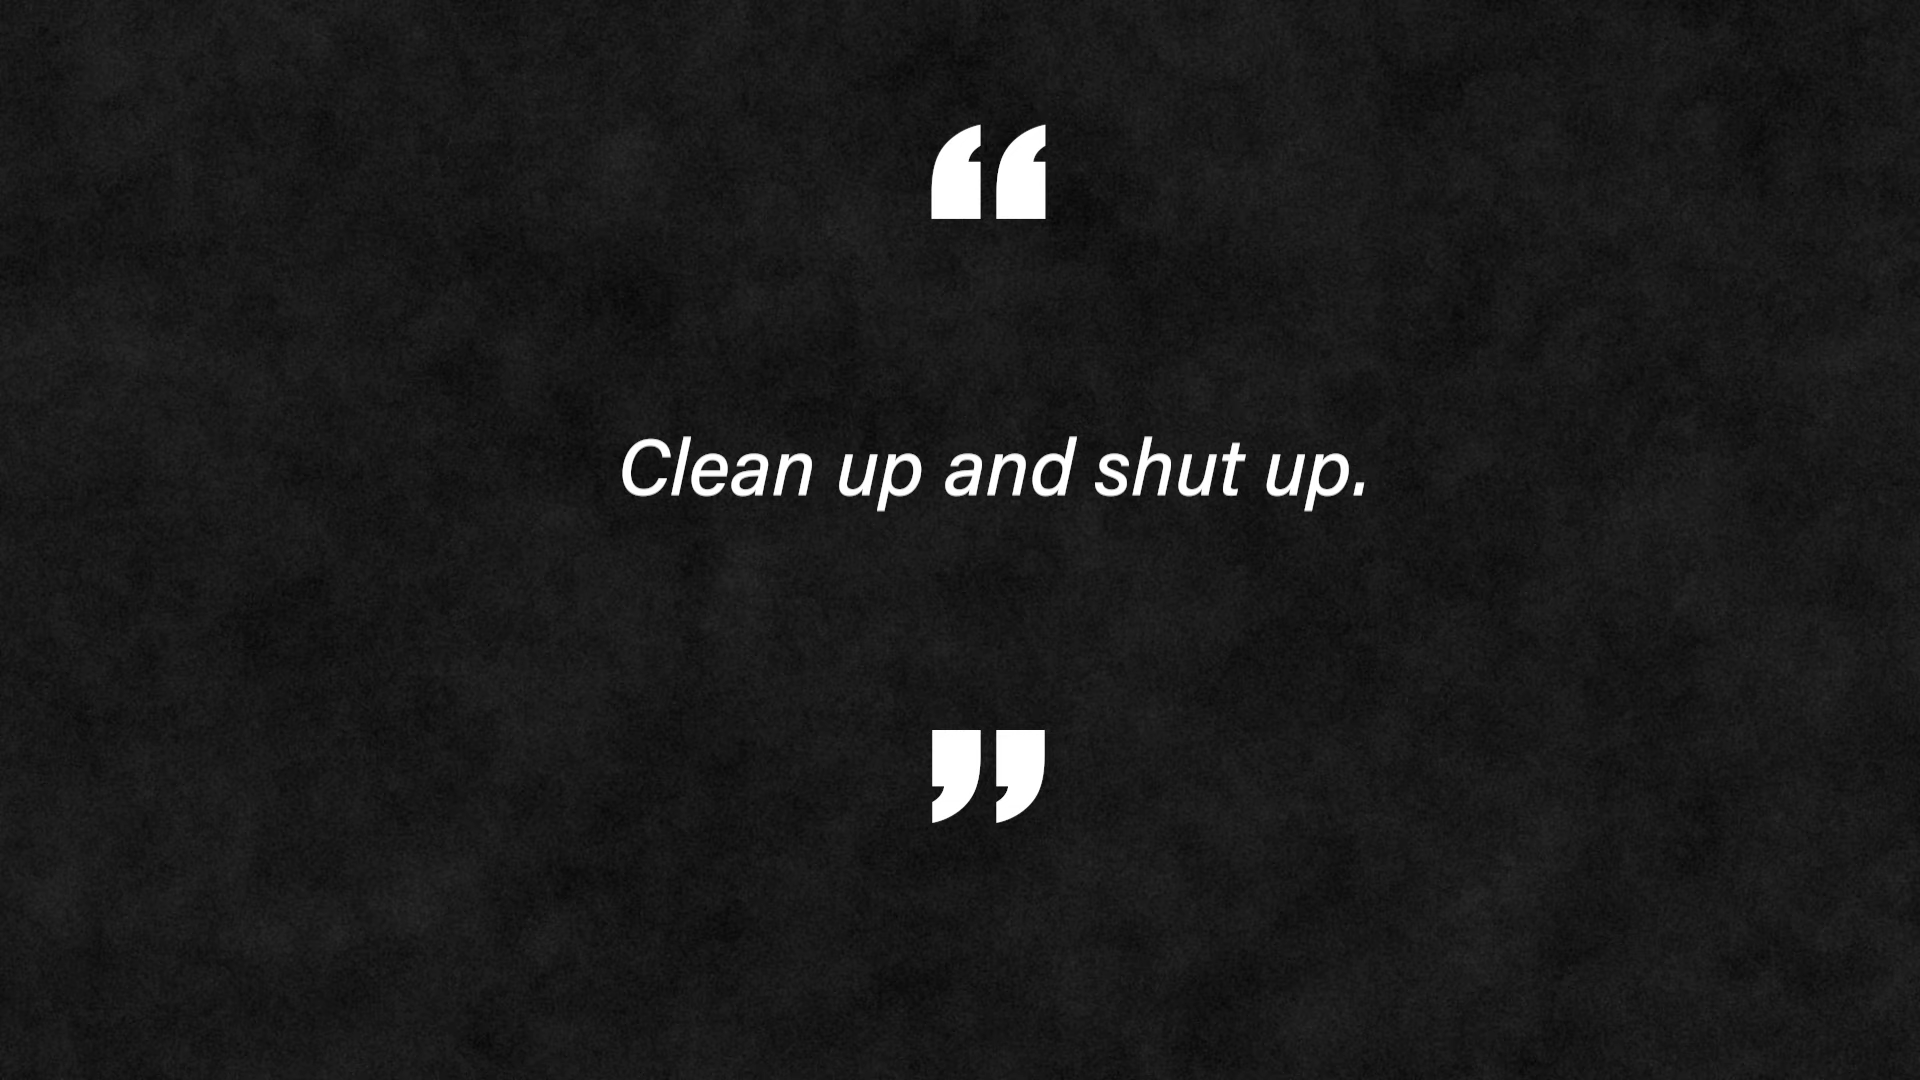 “
Clean up and shut up.
”